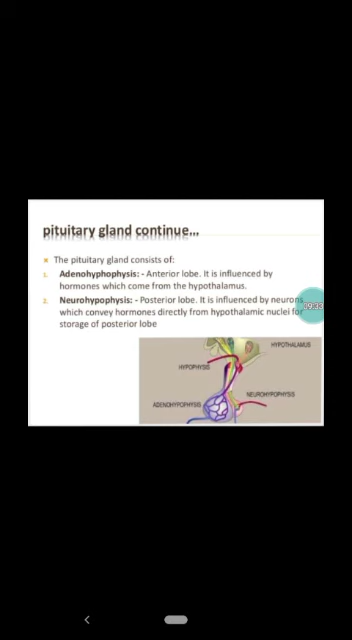 pituitary gland continue...
The pituitary gland consists of:
1. Adenohyphophysis: - Anterior lobe. It is influenced by
hormones which come from the hypothalamus.
2. Neurohypophysis: - Posterior lobe. It is influenced by neurons
which convey hormones directly from hypothalamic nuclei for
storage of posterior lobe
HYPOTHALAMUS
HYPOPHYSIS
NEUROHYPOPHYSIS
ADENOHYPOPHYSIS